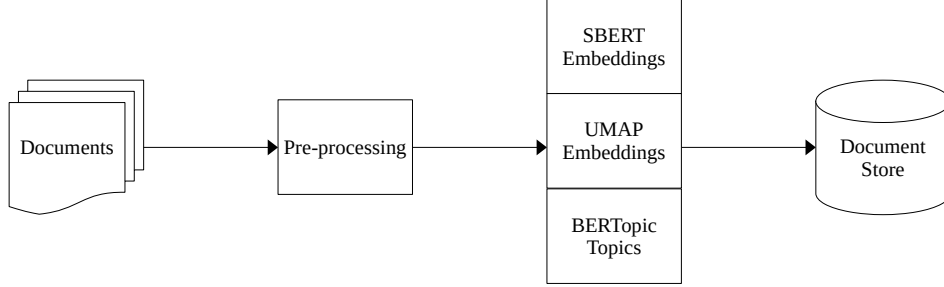 Documents
Pre-processing
SBERT
Embeddings
UMAP
Embeddings
BERTopic
Topics
Document
Store